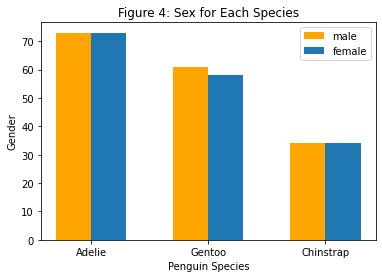 Figure 4: Sex for Each Species
male
female
Gender
70
60
50
40
30
20
10
0
Adelie
Gentoo
Chinstrap
Penguin Species